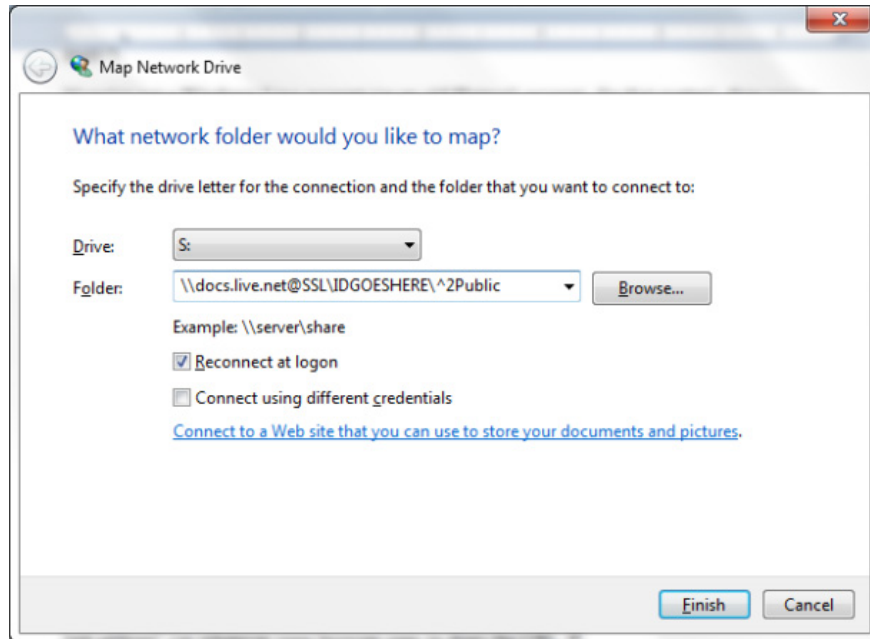 Map Network Drive
What network folder would you like to map?
Specify the drive letter for the connection and the folder that you want to connect to:
Drive: S:
Folder: \\docs.live.net@SSL\IDGOESHERE\^2Public Browse...
Example: \\server\share
Reconnect at logon
Connect using different credentials
Connect to a Web site that you can use to store your documents and pictures.
Finish Cancel